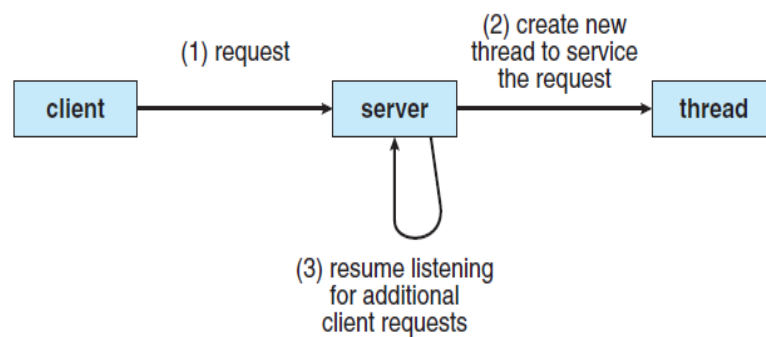 (1) request
(2) create new
thread to service
the request
client
server
thread
(3) resume listening
for additional
client requests